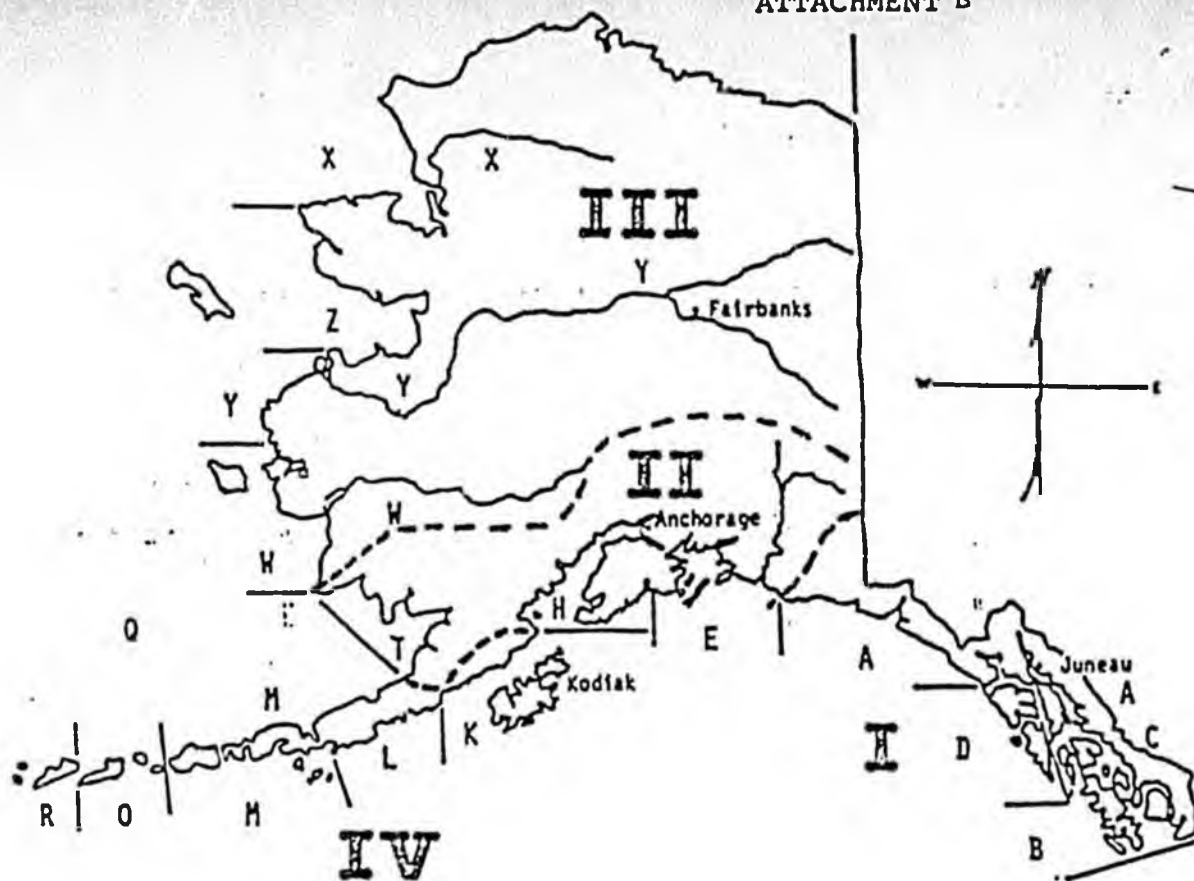 ATTACHMENT B
X X
III
Y
Fairbanks
N
W E
Z
Y
Y
II
Anchorage
W
W
Q
T
H
E
A
Kodiak
Juneau
A
M
C
K
L
I
D
R O M
IV
B